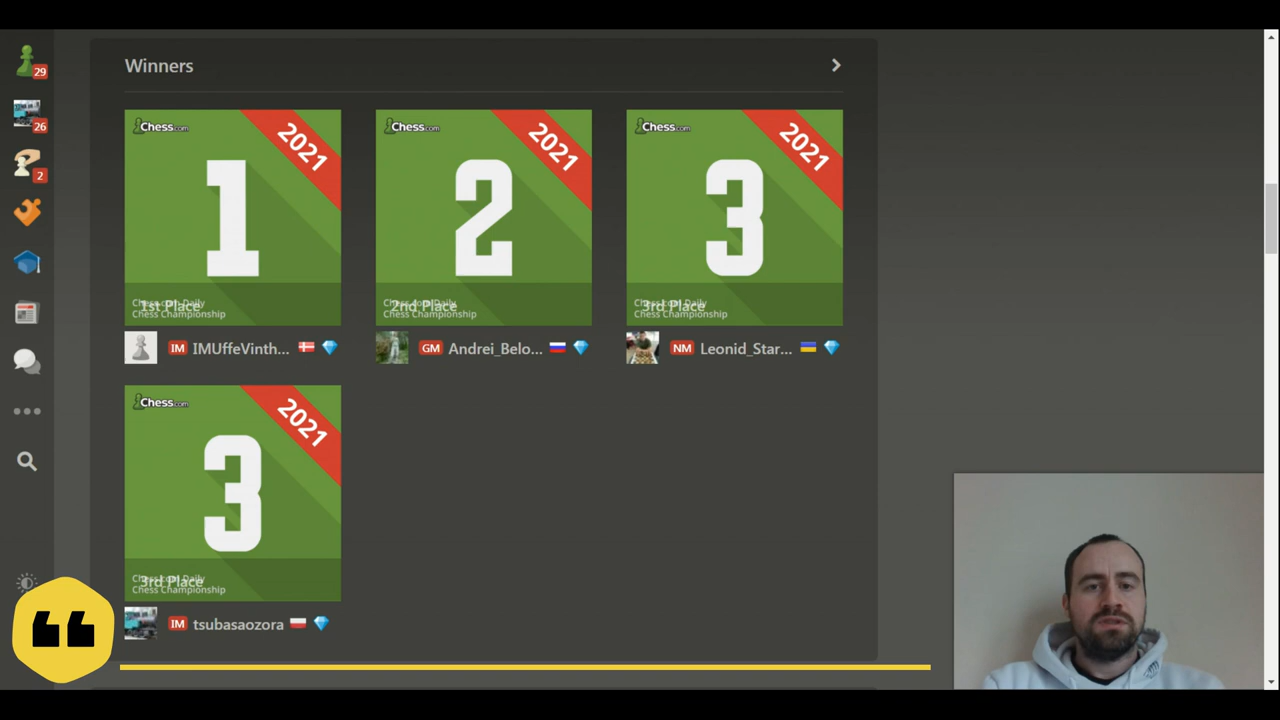 29
26
2
Winners
Chess.com
2021
1
Chess.com Daily
1st Place
Chess Championship
IM IMUffeVinth...
Chess.com
2021
2
Chess.com Daily
2nd Place
Chess Championship
GM Andrei_Belo...
Chess.com
2021
3
Chess.com Daily
3rd Place
Chess Championship
NM Leonid_Star...
Chess.com
2021
3
Chess.com Daily
3rd Place
Chess Championship
IM tsubasaozora